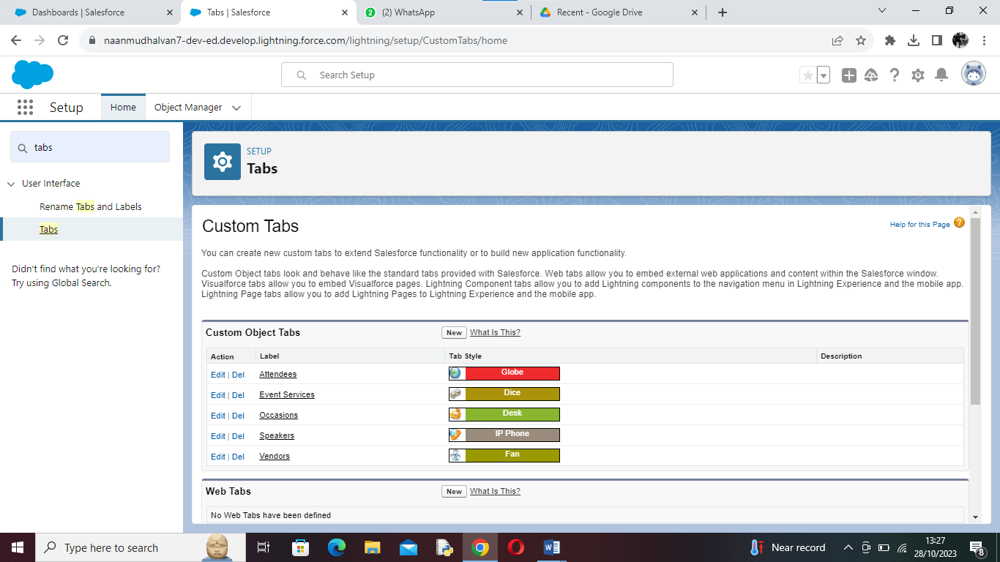 Dashboards | Salesforce
Tabs | Salesforce
2 (2) WhatsApp
Recent - Google Drive
naanmudhalvan7-dev-ed.develop.lightning.force.com/lightning/setup/CustomTabs/home
Search Setup
Setup
Home
Object Manager
tabs
User Interface
Rename Tabs and Labels
Tabs
Didn't find what you're looking for?
Try using Global Search.
SETUP
Tabs
Custom Tabs
Help for this Page ?
You can create new custom tabs to extend Salesforce functionality or to build new application functionality.
Custom Object tabs look and behave like the standard tabs provided with Salesforce. Web tabs allow you to embed external web applications and content within the Salesforce window.
Visualforce tabs allow you to embed Visualforce pages. Lightning Component tabs allow you to add Lightning components to the navigation menu in Lightning Experience and the mobile app.
Lightning Page tabs allow you to add Lightning Pages to Lightning Experience and the mobile app.
Custom Object Tabs New What Is This?
Action Label Tab Style Description
Edit | Del Attendees Globe
Edit | Del Event Services Dice
Edit | Del Occasions Desk
Edit | Del Speakers IP Phone
Edit | Del Vendors Fan
Web Tabs New What Is This?
No Web Tabs have been defined
Type here to search
Near record
13:27
28/10/2023
8